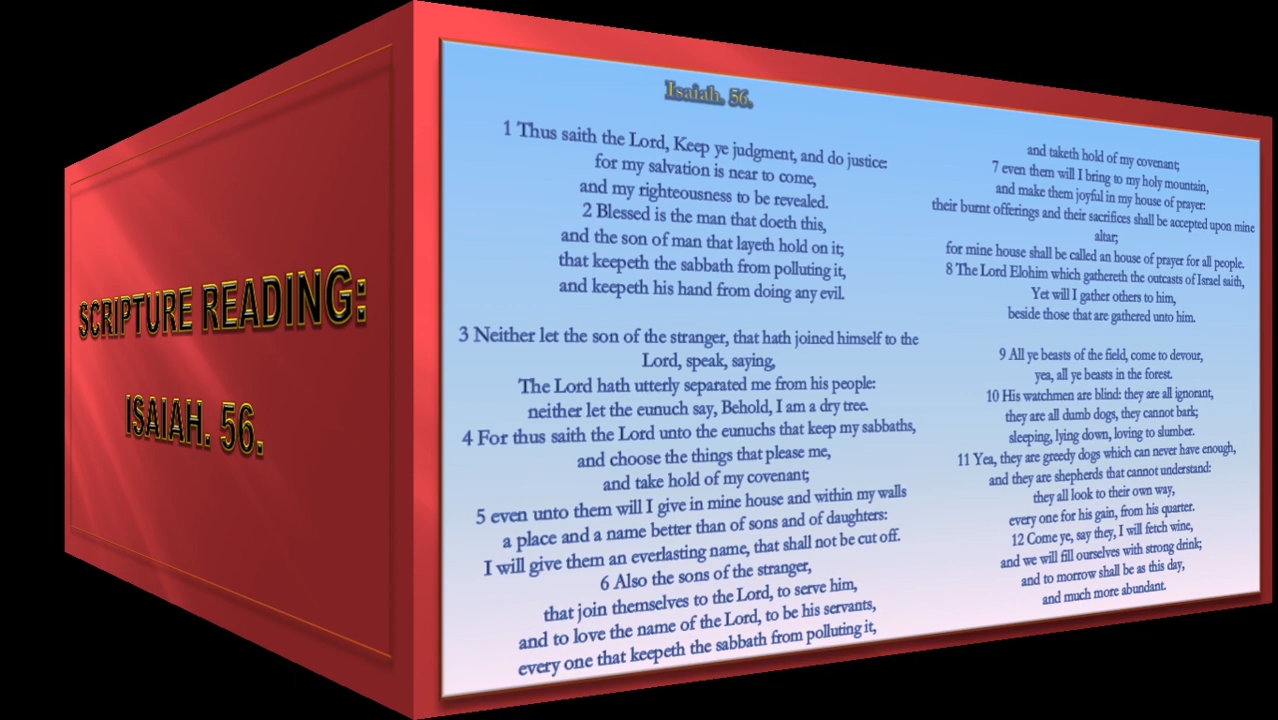 SCRIPTURE READING:
ISAIAH. 56.
Isaiah. 56.
1 Thus saith the Lord, Keep ye judgment, and do justice:
for my salvation is near to come,
and my righteousness to be revealed.
2 Blessed is the man that doeth this,
and the son of man that layeth hold on it;
that keepeth the sabbath from polluting it,
and keepeth his hand from doing any evil.
3 Neither let the son of the stranger, that hath joined himself to the
Lord, speak, saying,
The Lord hath utterly separated me from his people:
neither let the eunuch say, Behold, I am a dry tree.
4 For thus saith the Lord unto the eunuchs that keep my sabbaths,
and choose the things that please me,
and take hold of my covenant;
5 even unto them will I give in mine house and within my walls
a place and a name better than of sons and of daughters:
I will give them an everlasting name, that shall not be cut off.
6 Also the sons of the stranger,
that join themselves to the Lord, to serve him,
and to love the name of the Lord, to be his servants,
every one that keepeth the sabbath from polluting it,
and taketh hold of my covenant;
7 even them will I bring to my holy mountain,
and make them joyful in my house of prayer:
their burnt offerings and their sacrifices shall be accepted upon mine
altar;
for mine house shall be called an house of prayer for all people.
8 The Lord Elohim which gathereth the outcasts of Israel saith,
Yet will I gather others to him,
beside those that are gathered unto him.
9 All ye beasts of the field, come to devour,
yea, all ye beasts in the forest.
10 His watchmen are blind: they are all ignorant,
they are all dumb dogs, they cannot bark;
sleeping, lying down, loving to slumber.
11 Yea, they are greedy dogs which can never have enough,
and they are shepherds that cannot understand:
they all look to their own way,
every one for his gain, from his quarter.
12 Come ye, say they, I will fetch wine,
and we will fill ourselves with strong drink;
and to morrow shall be as this day,
and much more abundant.